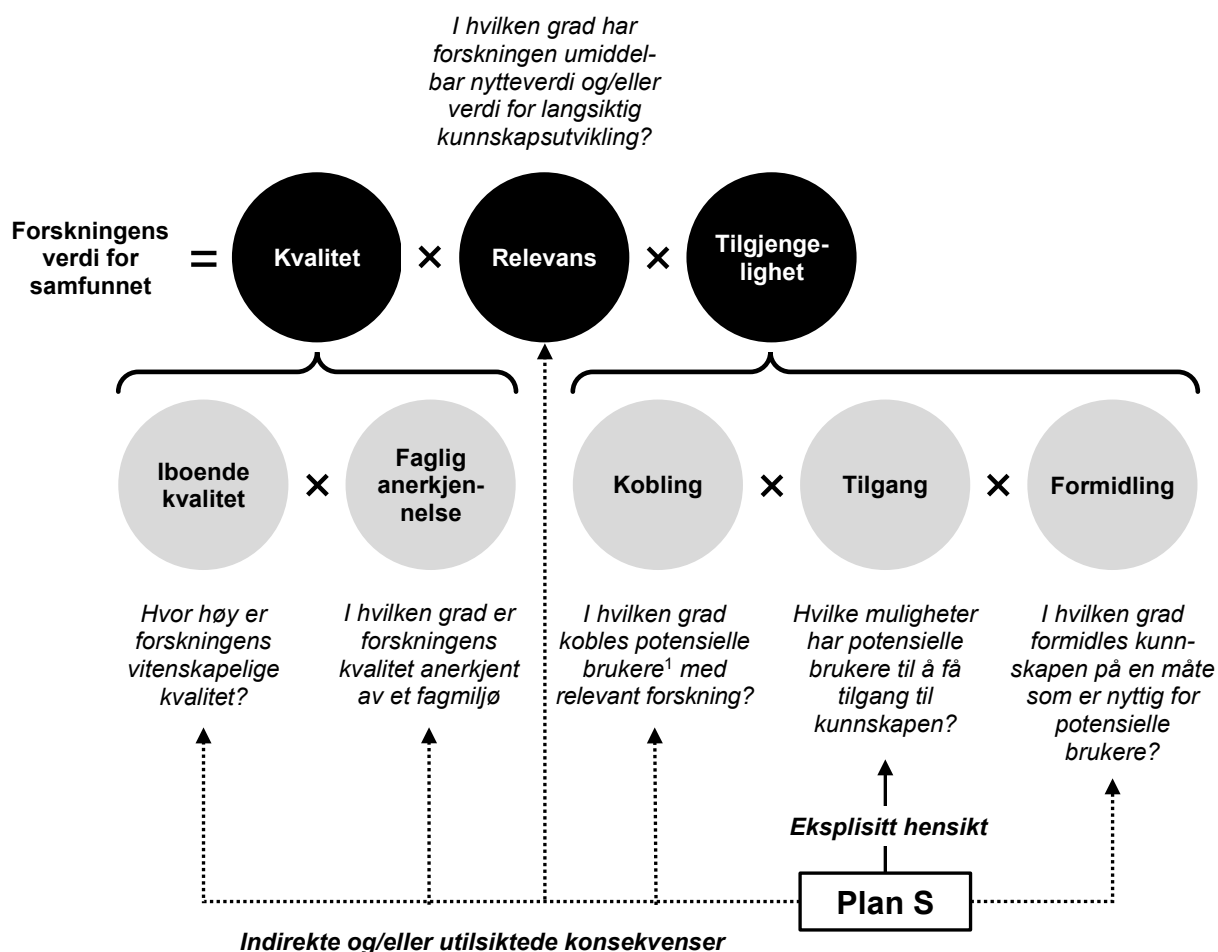 I hvilken grad har
forskningen umiddel-
bar nytteverdi og/eller
verdi for langsiktig
kunnskapsutvikling?
Forskningens
verdi for
samfunnet
=
Kvalitet
×
Relevans
×
Tilgjenge-
lighet
Iboende
kvalitet
×
Faglig
anerkjen-
nelse
Kobling
×
Tilgang
×
Formidling
Hvor høy er
forskningens
vitenskapelige
kvalitet?
I hvilken grad er
forskningens
kvalitet anerkjent
av et fagmiljø
I hvilken grad
kobles potensielle
brukere¹ med
relevant forskning?
Hvilke muligheter
har potensielle
brukere til å få
tilgang til
kunnskapen?
I hvilken grad
formidles kunn-
skapen på en måte
som er nyttig for
potensielle
brukere?
Eksplisitt hensikt
Plan S
Indirekte og/eller utilsiktede konsekvenser